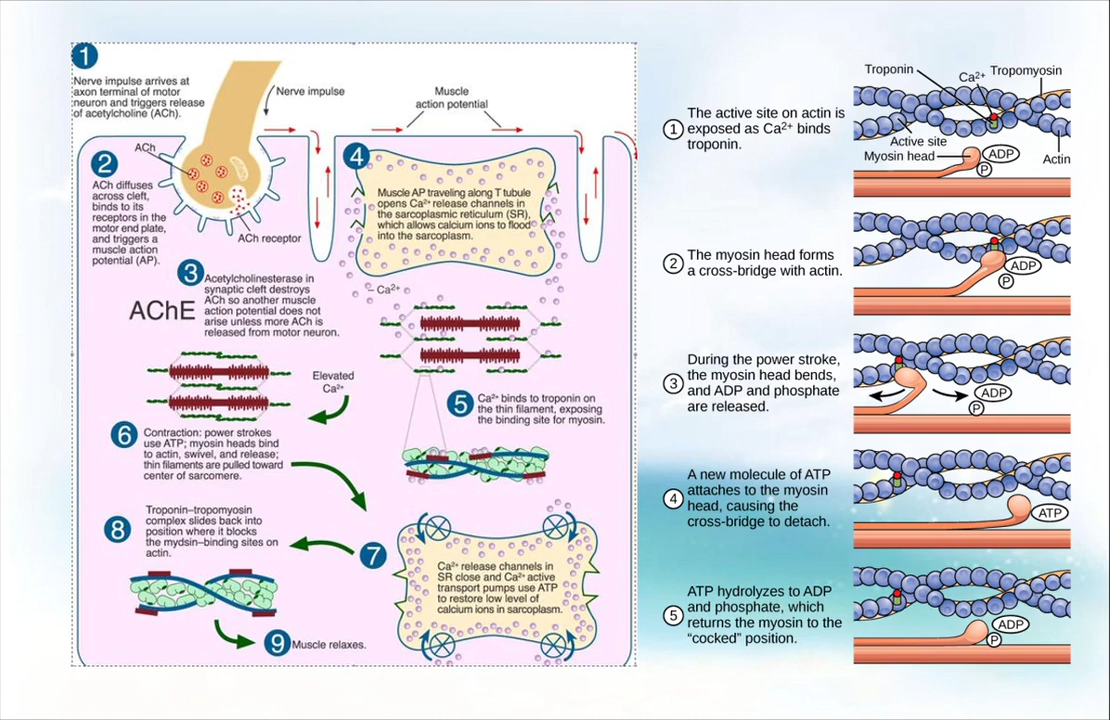 1
Nerve impulse arrives at
axon terminal of motor
neuron and triggers release
of acetylcholine (ACh).
Nerve impulse
Muscle
action potential
2
ACh
ACh diffuses
across cleft,
binds to its
receptors in the
motor end plate,
and triggers a
muscle action
potential (AP).
ACh receptor
3
Acetylcholinesterase in
synaptic cleft destroys
ACh so another muscle
action potential does not
arise unless more ACh is
released from motor neuron.
AChE
4
Muscle AP traveling along T tubule
opens Ca²⁺ release channels in
the sarcoplasmic reticulum (SR),
which allows calcium ions to flood
into the sarcoplasm.
Ca²⁺
Elevated
Ca²⁺
5
Ca²⁺ binds to troponin on
the thin filament, exposing
the binding site for myosin.
6
Contraction: power strokes
use ATP; myosin heads bind
to actin, swivel, and release;
thin filaments are pulled toward
center of sarcomere.
7
Ca²⁺ release channels in
SR close and Ca²⁺ active
transport pumps use ATP
to restore low level of
calcium ions in sarcoplasm.
8
Troponin–tropomyosin
complex slides back into
position where it blocks
the mydsin–binding sites on
actin.
9
Muscle relaxes.
1
The active site on actin is
exposed as Ca²⁺ binds
troponin.
Troponin
Ca²⁺
Tropomyosin
Active site
Myosin head
ADP
P
Actin
2
The myosin head forms
a cross-bridge with actin.
ADP
P
3
During the power stroke,
the myosin head bends,
and ADP and phosphate
are released.
ADP
P
4
A new molecule of ATP
attaches to the myosin
head, causing the
cross-bridge to detach.
ATP
5
ATP hydrolyzes to ADP
and phosphate, which
returns the myosin to the
“cocked” position.
ADP
P